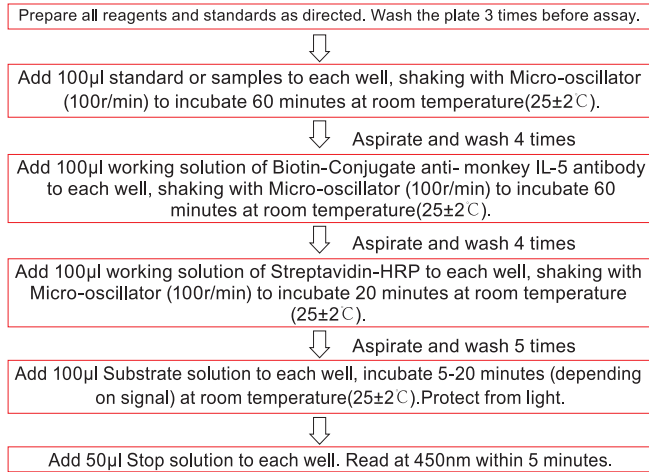 Prepare all reagents and standards as directed. Wash the plate 3 times before assay.
Add 100μl standard or samples to each well, shaking with Micro-oscillator
(100r/min) to incubate 60 minutes at room temperature(25±2℃).
Aspirate and wash 4 times
Add 100μl working solution of Biotin-Conjugate anti- monkey IL-5 antibody
to each well, shaking with Micro-oscillator (100r/min) to incubate 60
minutes at room temperature(25±2℃).
Aspirate and wash 4 times
Add 100μl working solution of Streptavidin-HRP to each well, shaking with
Micro-oscillator (100r/min) to incubate 20 minutes at room temperature
(25±2℃).
Aspirate and wash 5 times
Add 100μl Substrate solution to each well, incubate 5-20 minutes (depending
on signal) at room temperature(25±2℃).Protect from light.
Add 50μl Stop solution to each well. Read at 450nm within 5 minutes.